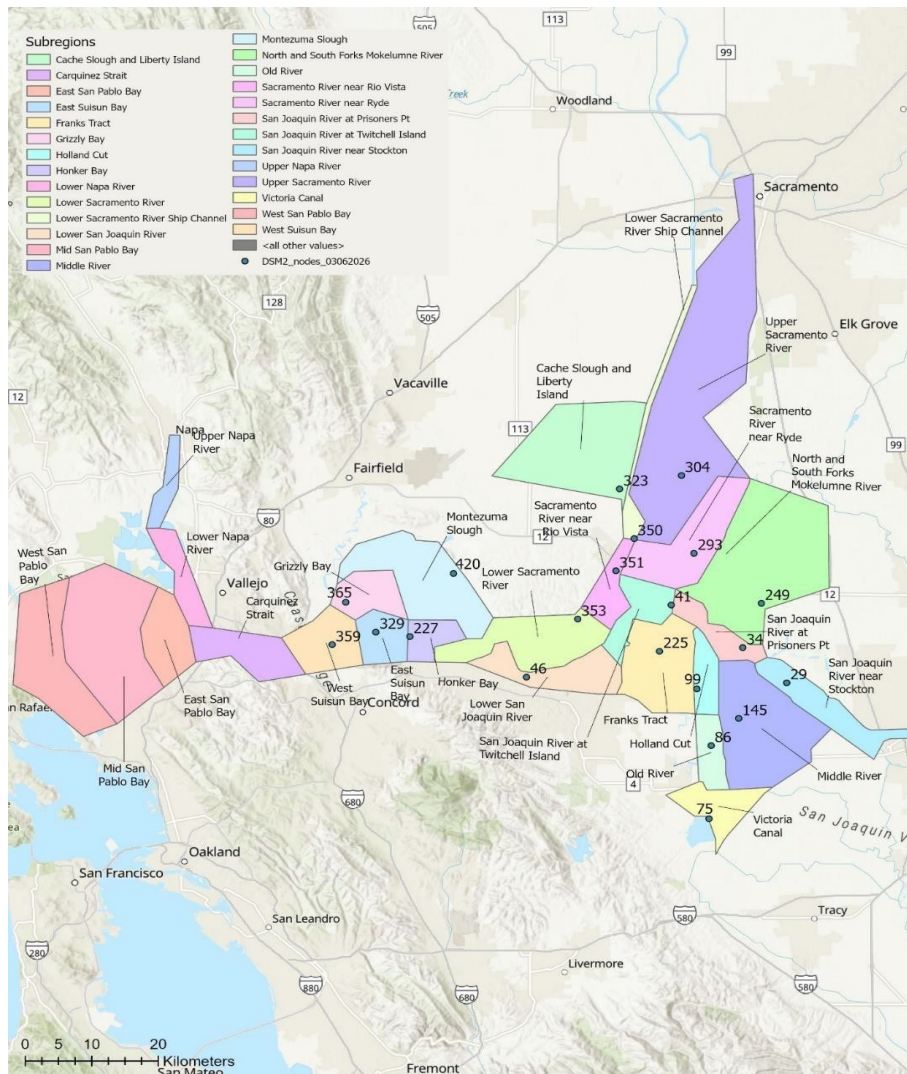 505
113
99
Subregions
Cache Slough and Liberty Island
Carquinez Strait
East San Pablo Bay
East Suisun Bay
Franks Tract
Grizzly Bay
Holland Cut
Honker Bay
Lower Napa River
Lower Sacramento River
Lower Sacramento River Ship Channel
Lower San Joaquin River
Mid San Pablo Bay
Middle River
Montezuma Slough
North and South Forks Mokelumne River
Old River
Sacramento River near Rio Vista
Sacramento River near Ryde
San Joaquin River at Prisoners Pt
San Joaquin River at Twitchell Island
San Joaquin River near Stockton
Upper Napa River
Upper Sacramento River
Victoria Canal
West San Pablo Bay
West Suisun Bay
<all other values>
DSM2_nodes_03062026
Creek
Woodland
Sacramento
Lower Sacramento
River Ship Channel
128
505
Elk Grove
Upper
Sacramento
River
Cache Slough and
Liberty
Island
Vacaville
12
113
99
Sacramento
River
near Ryde
Napa
Upper Napa
River
Fairfield
North and
South Forks
Mokelumne River
323
304
Sacramento
River near
Rio Vista
80
Montezuma
Slough
12
350
293
Lower Napa
River
West San
Pablo Bay
Grizzly Bay
420
Lower Sacramento
River
351
Vallejo
365
Carquinez
Strait
353
41
249
12
San Joaquin
River at
Prisoners Pt
359
329
227
225
34
San Joaquin
River near
Stockton
San Rafael
East San
Pablo Bay
West
Suisun Bay
East
Suisun
Bay
Honker Bay
46
Lower San
Joaquin River
99
29
Concord
Franks Tract
145
San Joaquin River at
Twitchell Island
Holland Cut
86
Mid San
Pablo Bay
Old River
4
Middle River
680
75
Victoria
Canal
San Joaquin V
Oakland
San Francisco
San Leandro
580
Tracy
280
880
680
Livermore
580
0 5 10 20
Kilometers
San Mateo
Fremont